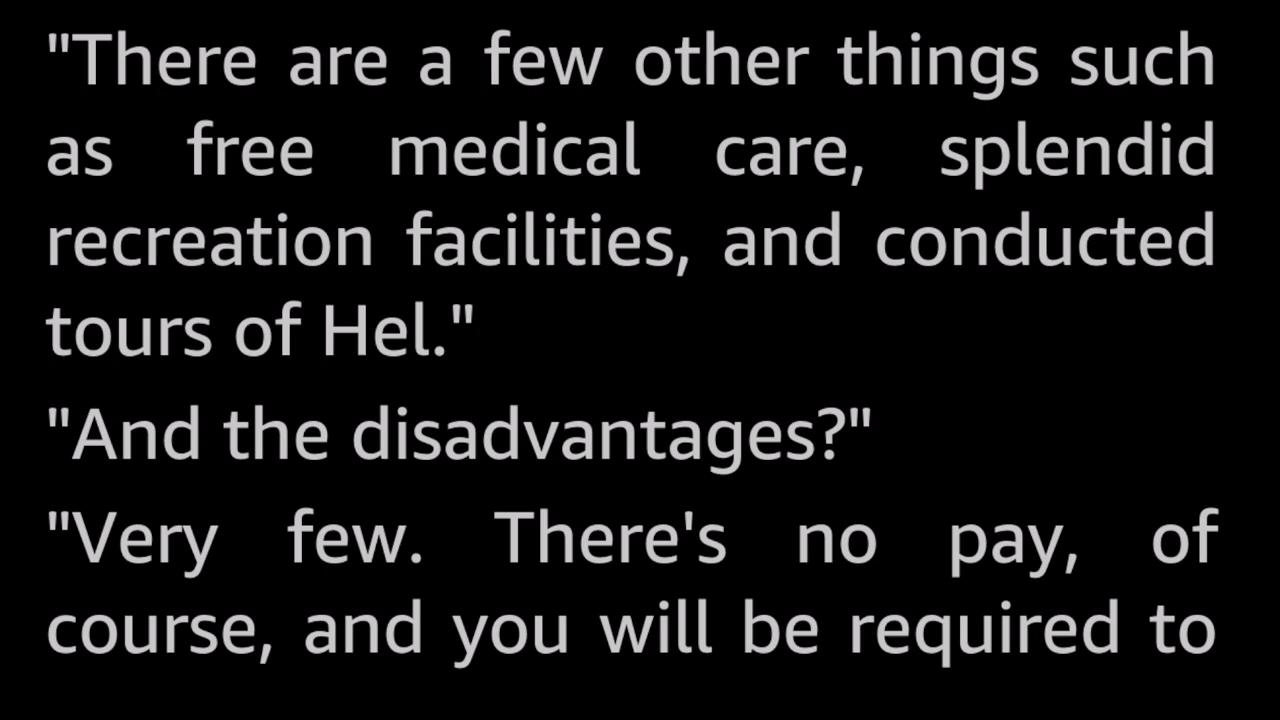 "There are a few other things such
as free medical care, splendid
recreation facilities, and conducted
tours of Hel."
"And the disadvantages?"
"Very few. There's no pay, of
course, and you will be required to